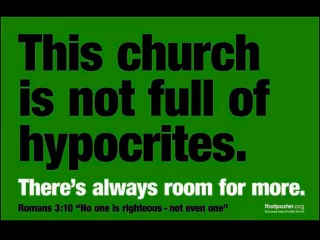 This church
is not full of
hypocrites.
There's always room for more.
Romans 3:10 "No one is righteous - not even one"
thatposter.org